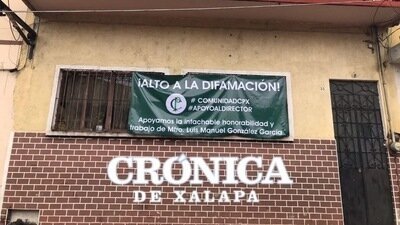 ¡ALTO A LA DIFAMACIÓN!
# COMUNIDADCPX
#APOYOALDIRECTOR
Apoyamos la intachable honorabilidad y
trabajo de Mtro. Luis Manuel González García
CRÓNICA
DE XALAPA